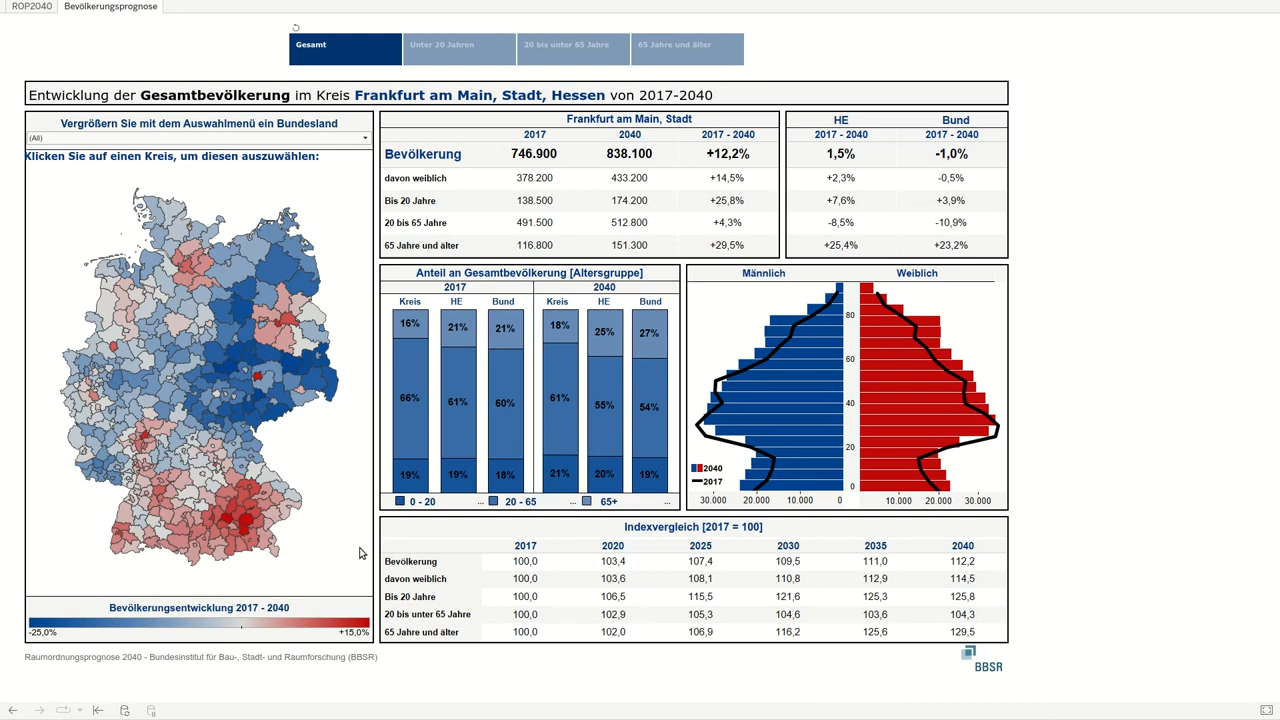 ROP2040 Bevölkerungsprognose
Gesamt Unter 20 Jahren 20 bis unter 65 Jahre 65 Jahre und älter
Entwicklung der Gesamtbevölkerung im Kreis Frankfurt am Main, Stadt, Hessen von 2017-2040
Vergrößern Sie mit dem Auswahlmenü ein Bundesland
(All)
Klicken Sie auf einen Kreis, um diesen auszuwählen:
Bevölkerungsentwicklung 2017 - 2040
-25,0% +15,0%
Frankfurt am Main, Stadt
2017 2040 2017 - 2040
Bevölkerung 746.900 838.100 +12,2%
davon weiblich 378.200 433.200 +14,5%
Bis 20 Jahre 138.500 174.200 +25,8%
20 bis 65 Jahre 491.500 512.800 +4,3%
65 Jahre und älter 116.800 151.300 +29,5%
HE Bund
2017 - 2040 2017 - 2040
1,5% -1,0%
+2,3% -0,5%
+7,6% +3,9%
-8,5% -10,9%
+25,4% +23,2%
Anteil an Gesamtbevölkerung [Altersgruppe]
2017 2040
Kreis HE Bund Kreis HE Bund
16% 21% 21% 18% 25% 27%
66% 61% 60% 61% 55% 54%
19% 19% 18% 21% 20% 19%
0 - 20 ... 20 - 65 ... 65+ ...
Männlich Weiblich
80
60
40
20
0
2040
2017
30.000 20.000 10.000 0 10.000 20.000 30.000
Indexvergleich [2017 = 100]
2017 2020 2025 2030 2035 2040
Bevölkerung 100,0 103,4 107,4 109,5 111,0 112,2
davon weiblich 100,0 103,6 108,1 110,8 112,9 114,5
Bis 20 Jahre 100,0 106,5 115,5 121,6 125,3 125,8
20 bis unter 65 Jahre 100,0 102,9 105,3 104,6 103,6 104,3
65 Jahre und älter 100,0 102,0 106,9 116,2 125,6 129,5
Raumordnungsprognose 2040 - Bundesinstitut für Bau-, Stadt- und Raumforschung (BBSR)
BBSR